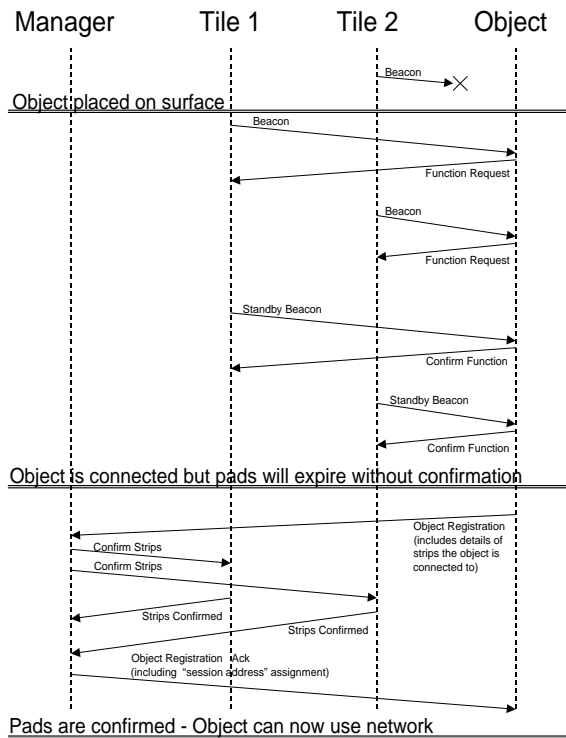 Manager Tile 1 Tile 2 Object
Beacon
Object placed on surface
Beacon
Function Request
Beacon
Function Request
Standby Beacon
Confirm Function
Standby Beacon
Confirm Function
Object is connected but pads will expire without confirmation
Object Registration
(includes details of
strips the object is
connected to)
Confirm Strips
Confirm Strips
Strips Confirmed
Strips Confirmed
Object Registration Ack
(including "session address" assignment)
Pads are confirmed - Object can now use network